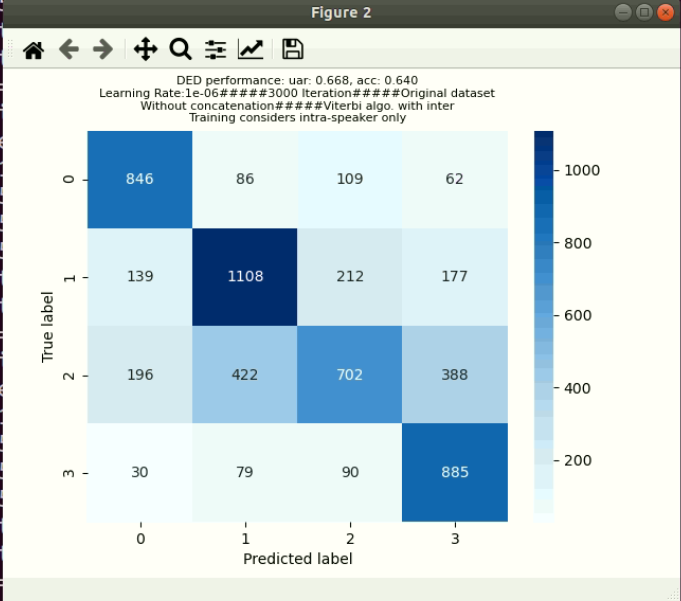 Figure 2
DED performance: uar: 0.668, acc: 0.640
Learning Rate:1e-06#####3000 Iteration#####Original dataset
Without concatenation#####Viterbi algo. with inter
Training considers intra-speaker only
True label
0 846 86 109 62
1 139 1108 212 177
2 196 422 702 388
3 30 79 90 885
0 1 2 3
Predicted label
1000
800
600
400
200